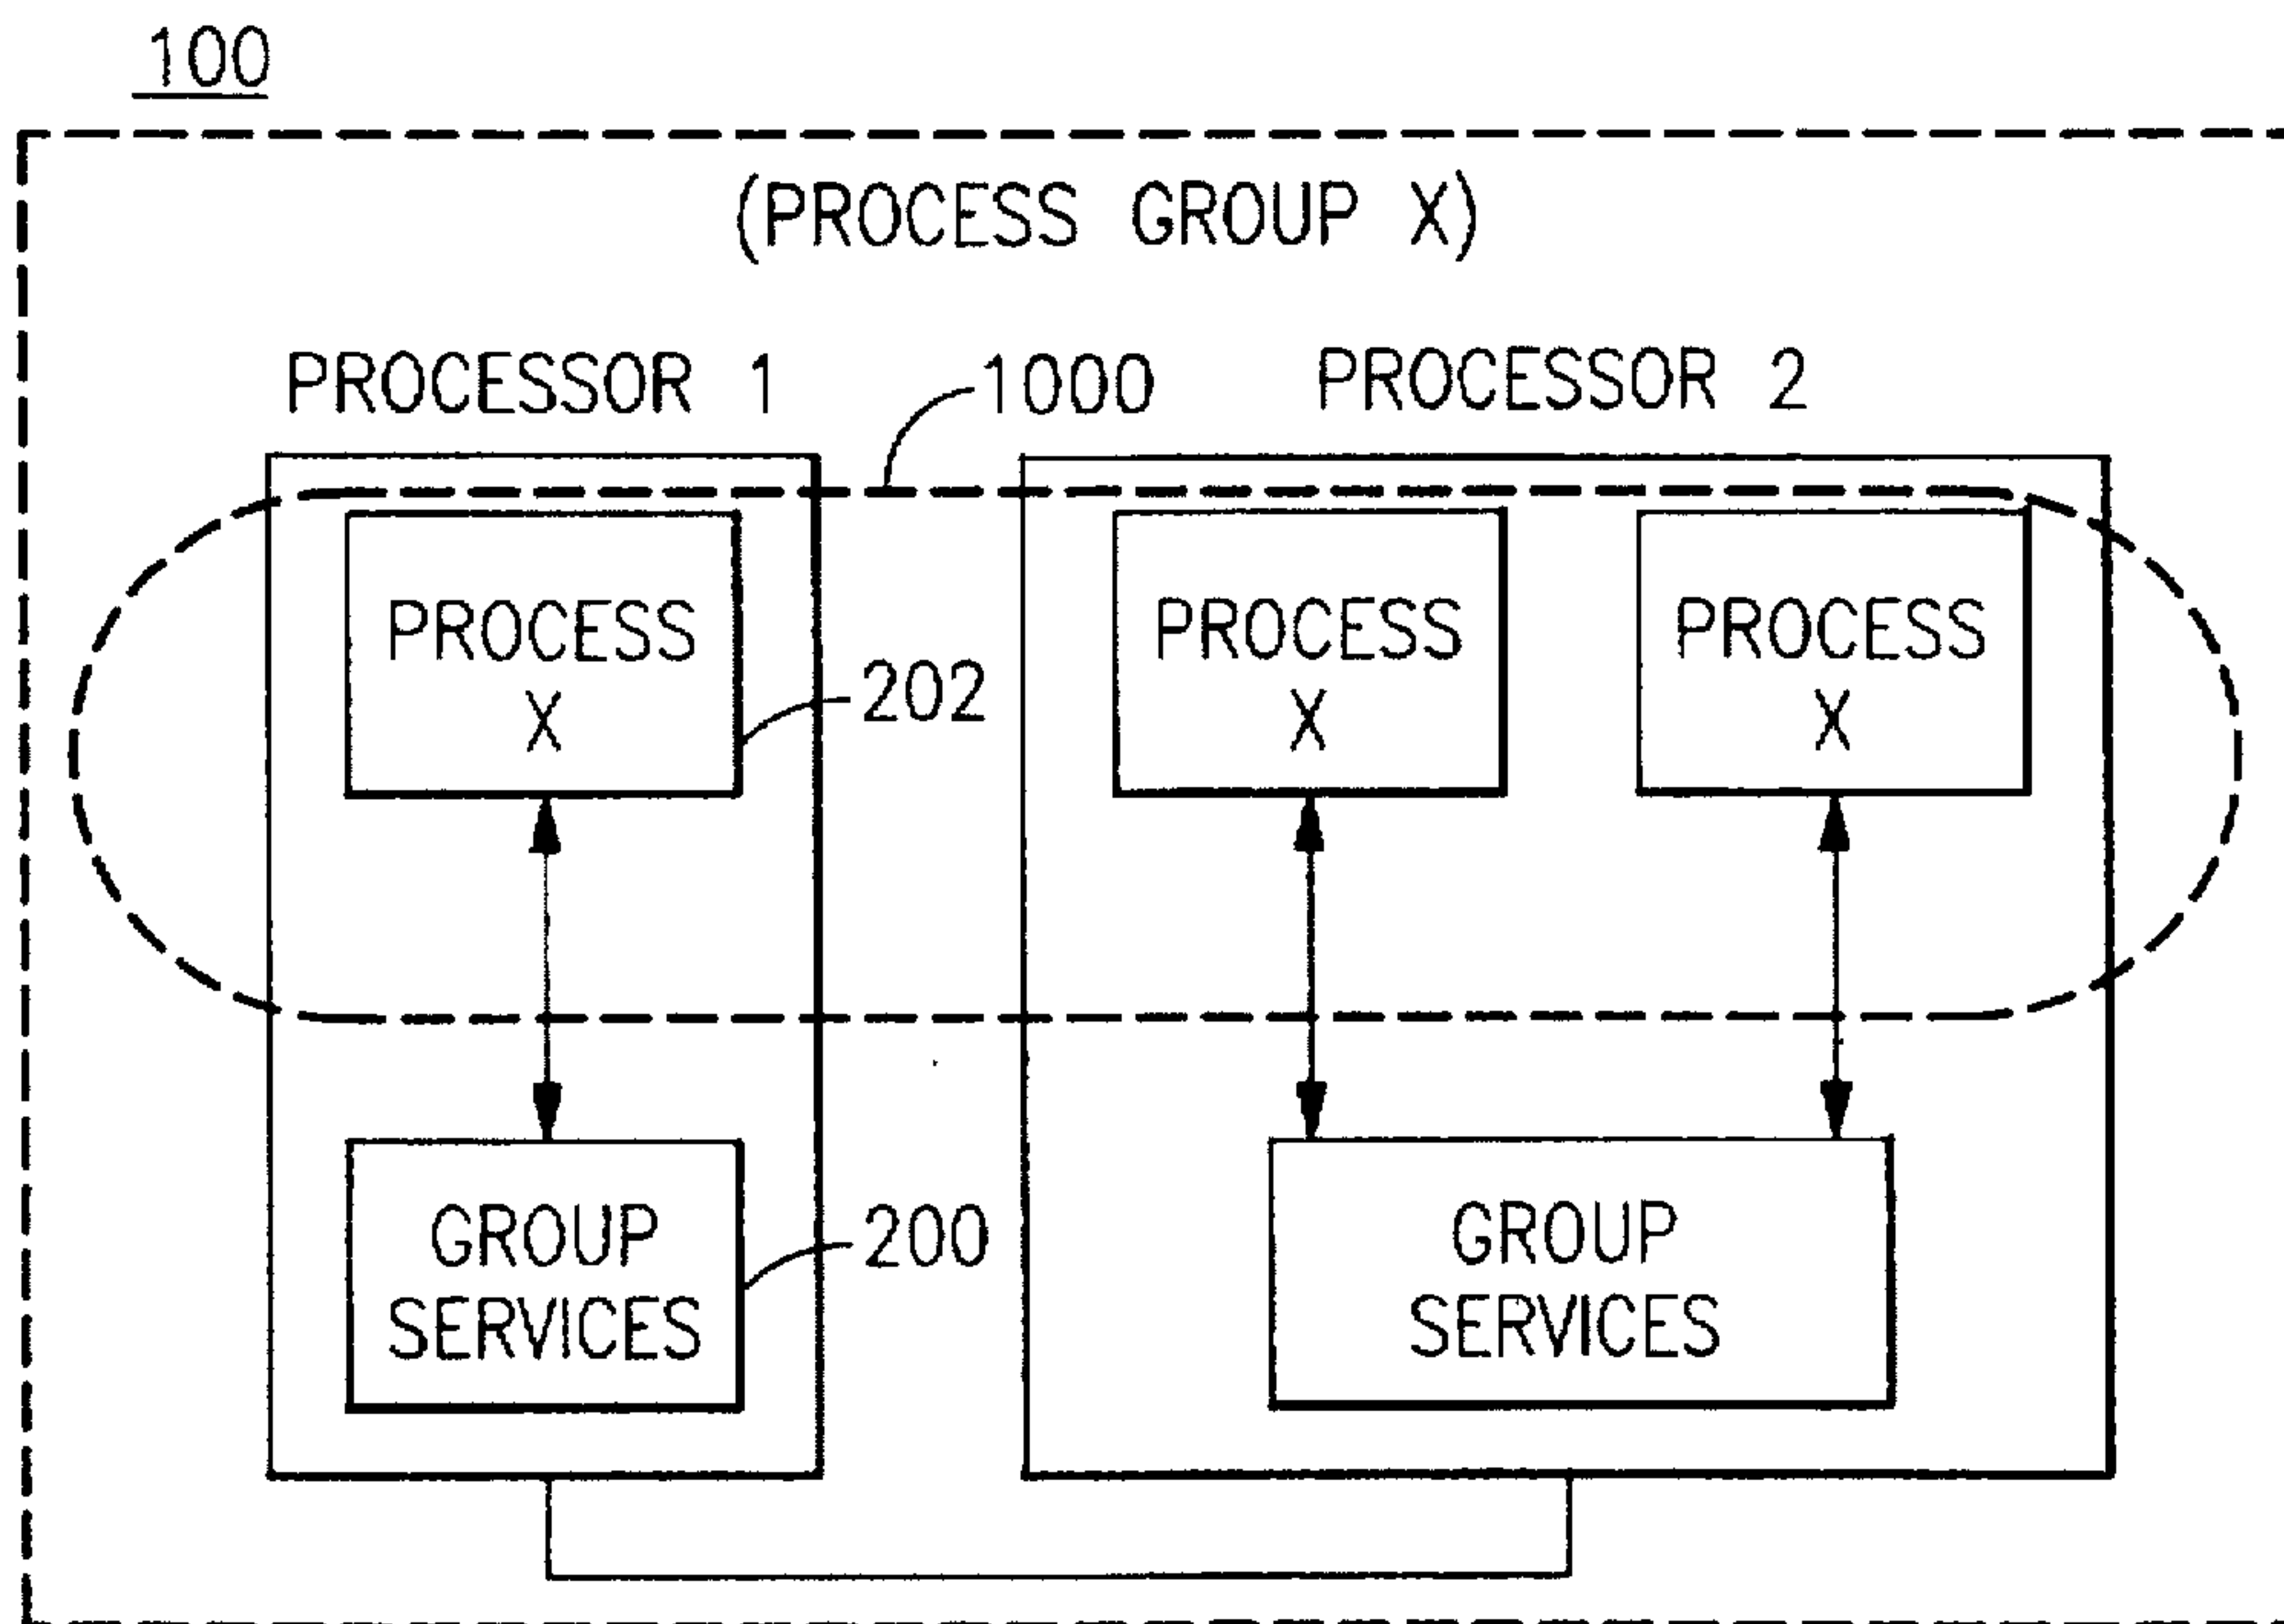 100
(PROCESS GROUP X)
PROCESSOR 1
1000
PROCESSOR 2
PROCESS
X
202
PROCESS
X
PROCESS
X
GROUP
SERVICES
200
GROUP
SERVICES